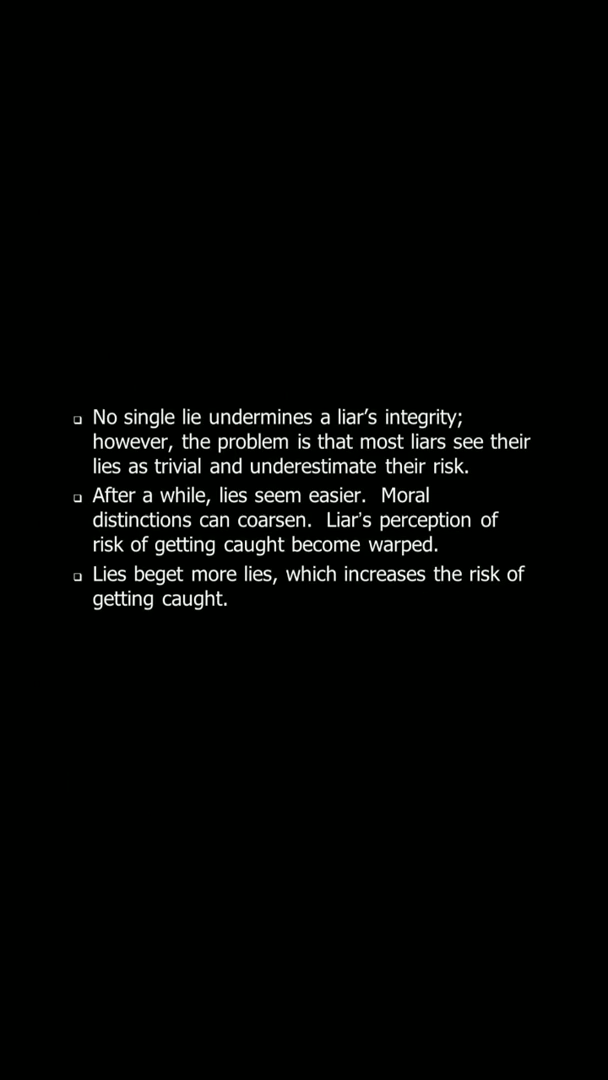 ❑ No single lie undermines a liar’s integrity;
however, the problem is that most liars see their
lies as trivial and underestimate their risk.
❑ After a while, lies seem easier.  Moral
distinctions can coarsen.  Liar's perception of
risk of getting caught become warped.
❑ Lies beget more lies, which increases the risk of
getting caught.